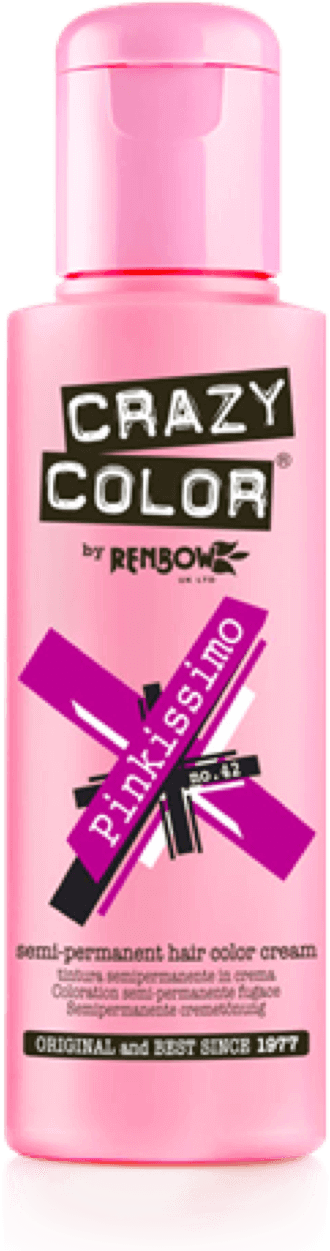 CRAZY
COLOR®
by RENBOW
UK LTD
Pinkissimo
no.42
semi-permanent hair color cream
tintura semipermanente in crema
Coloration semi-permanente fugace
Semipermanente cremetönung
ORIGINAL and BEST SINCE 1977